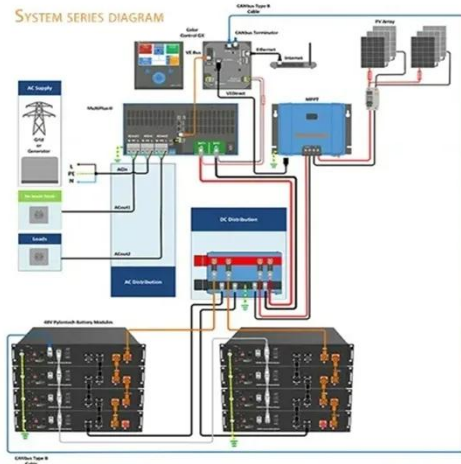 SYSTEM SERIES DIAGRAM
CANbus Type B
Cable
Color
Control GX
CANbus Terminator
PV Array
VE Bus
Ethernet
Internet
AC Supply
VEDirect
MultiPlus-II
MPPT
Grid
or
Generator
L
PE
N
ACin
ACout1
Loads
DC Distribution
ACout2
AC Distribution
48V Pylontech Battery Modules
CANbus Type B
Cable